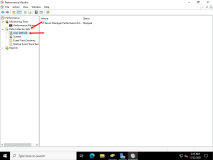 Performance Monitor
File Action View Window Help
Performance
Monitoring Tools
Performance Monitor
Data Collector Sets
User Defined
System
Event Trace Sessions
Startup Event Trace Sessions
Reports
Name Status
Server Manager Performance Monitor Stopped